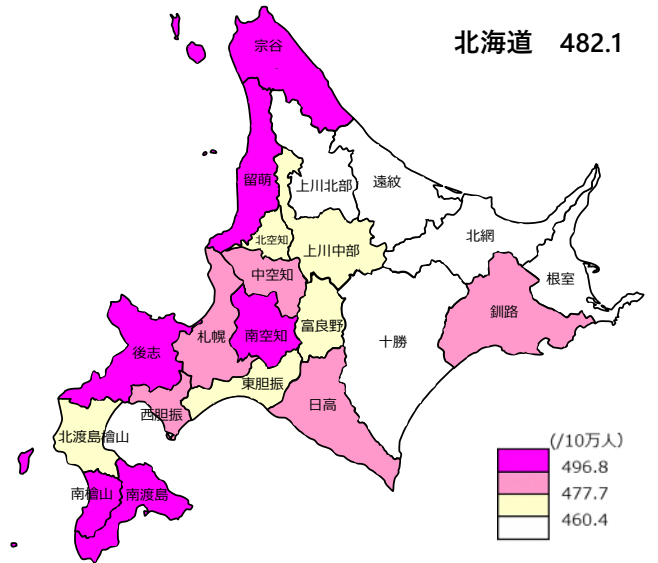 北海道　482.1
宗谷
留萌
上川北部
遠紋
北空知
上川中部
北網
中空知
根室
釧路
札幌
南空知
富良野
十勝
後志
東胆振
日高
西胆振
北渡島檜山
南檜山
南渡島
(/10万人)
496.8
477.7
460.4